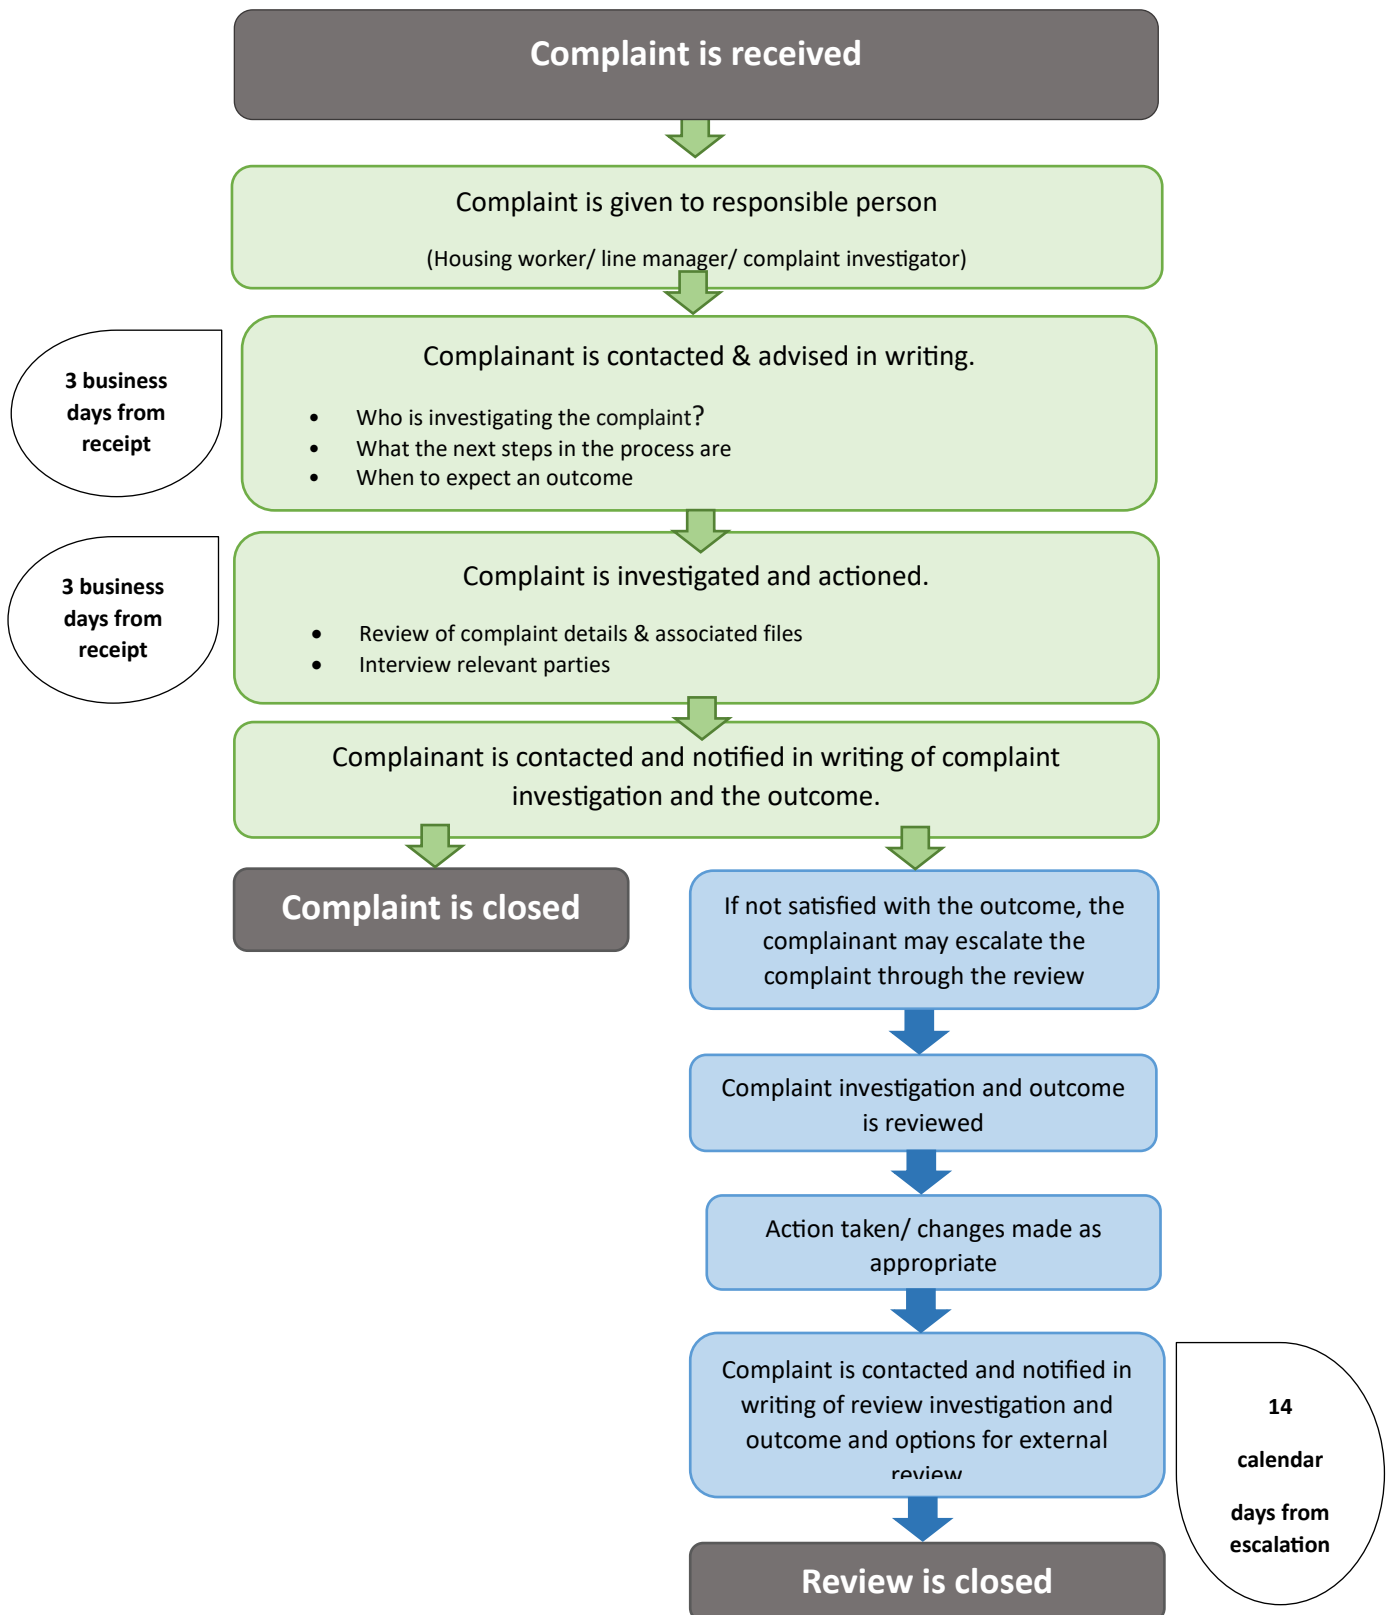 Complaint is received
Complaint is given to responsible person
(Housing worker/ line manager/ complaint investigator)
3 business
days from
receipt
Complainant is contacted & advised in writing.
• Who is investigating the complaint?
• What the next steps in the process are
• When to expect an outcome
3 business
days from
receipt
Complaint is investigated and actioned.
• Review of complaint details & associated files
• Interview relevant parties
Complainant is contacted and notified in writing of complaint
investigation and the outcome.
Complaint is closed
If not satisfied with the outcome, the
complainant may escalate the
complaint through the review
Complaint investigation and outcome
is reviewed
Action taken/ changes made as
appropriate
Complaint is contacted and notified in
writing of review investigation and
outcome and options for external
review
14
calendar
days from
escalation
Review is closed